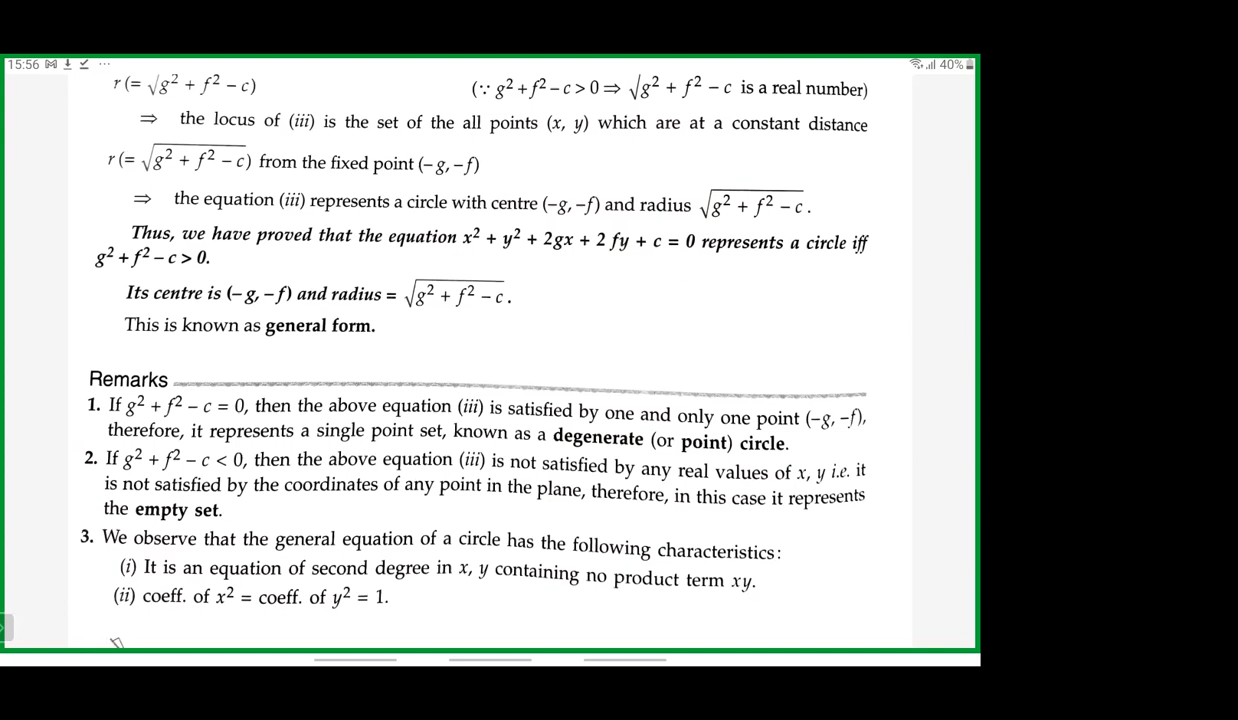 15:56 ...
40%
r (= √g² + f² – c) (∵ g² + f² – c > 0 ⇒ √g² + f² – c is a real number)
⇒ the locus of (iii) is the set of the all points (x, y) which are at a constant distance
r (= √g² + f² – c) from the fixed point (–g, –f)
⇒ the equation (iii) represents a circle with centre (–g, –f) and radius √g² + f² – c .
Thus, we have proved that the equation x² + y² + 2gx + 2 fy + c = 0 represents a circle iff
g² + f² – c > 0.
Its centre is (– g, – f) and radius = √g² + f² – c .
This is known as general form.
Remarks
1. If g² + f² – c = 0, then the above equation (iii) is satisfied by one and only one point (–g, –f),
therefore, it represents a single point set, known as a degenerate (or point) circle.
2. If g² + f² – c < 0, then the above equation (iii) is not satisfied by any real values of x, y i.e. it
is not satisfied by the coordinates of any point in the plane, therefore, in this case it represents
the empty set.
3. We observe that the general equation of a circle has the following characteristics:
(i) It is an equation of second degree in x, y containing no product term xy.
(ii) coeff. of x² = coeff. of y² = 1.